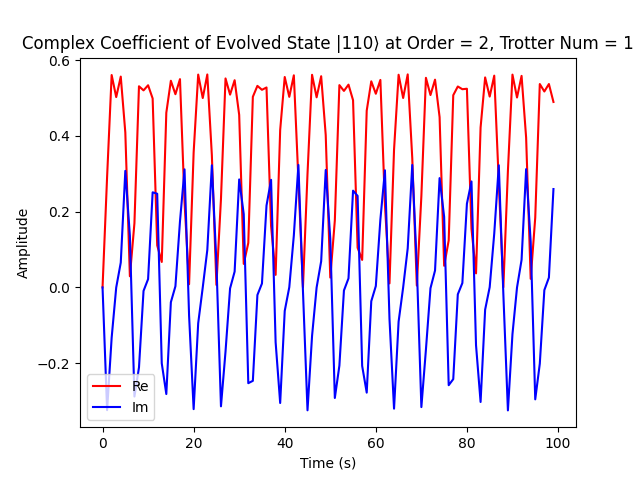 Complex Coefficient of Evolved State |110⟩ at Order = 2, Trotter Num = 1
0.6
0.4
0.2
0.0
−0.2
Amplitude
Re
Im
0 20 40 60 80 100
Time (s)